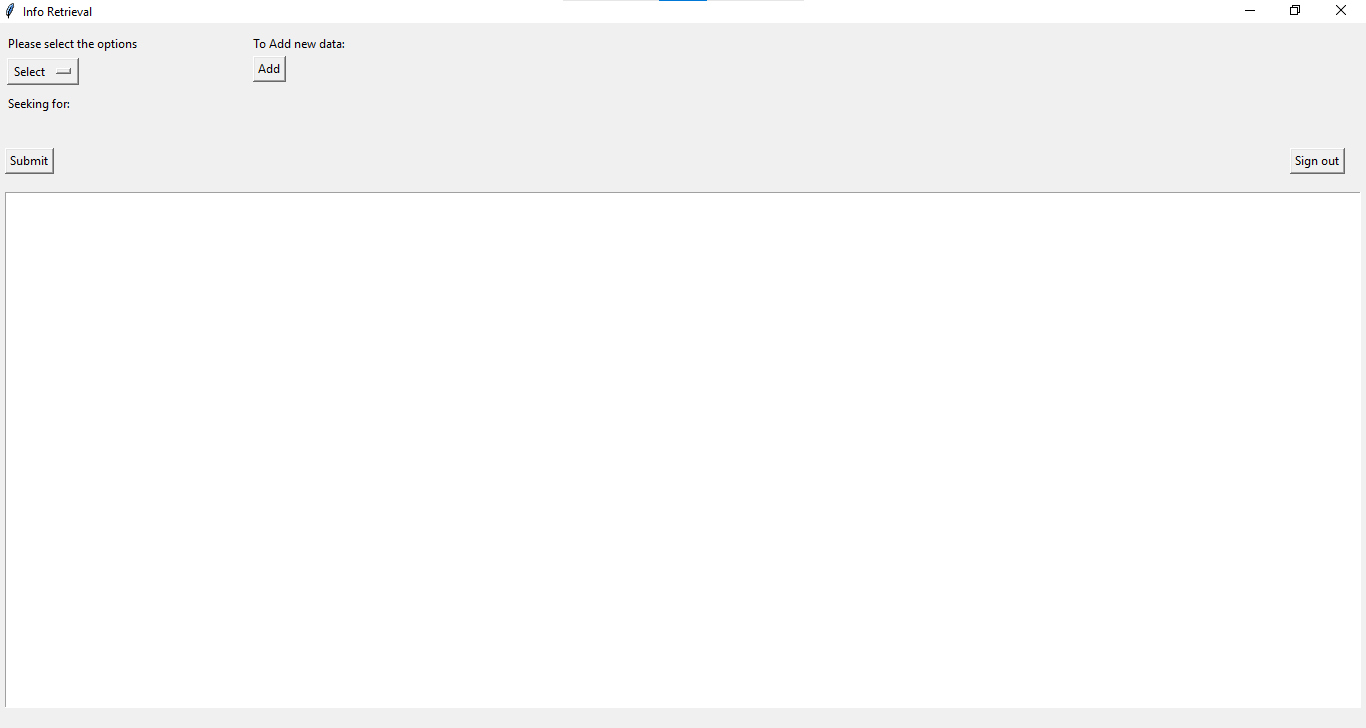 Info Retrieval
Please select the options
To Add new data:
Select
Add
Seeking for:
Submit
Sign out